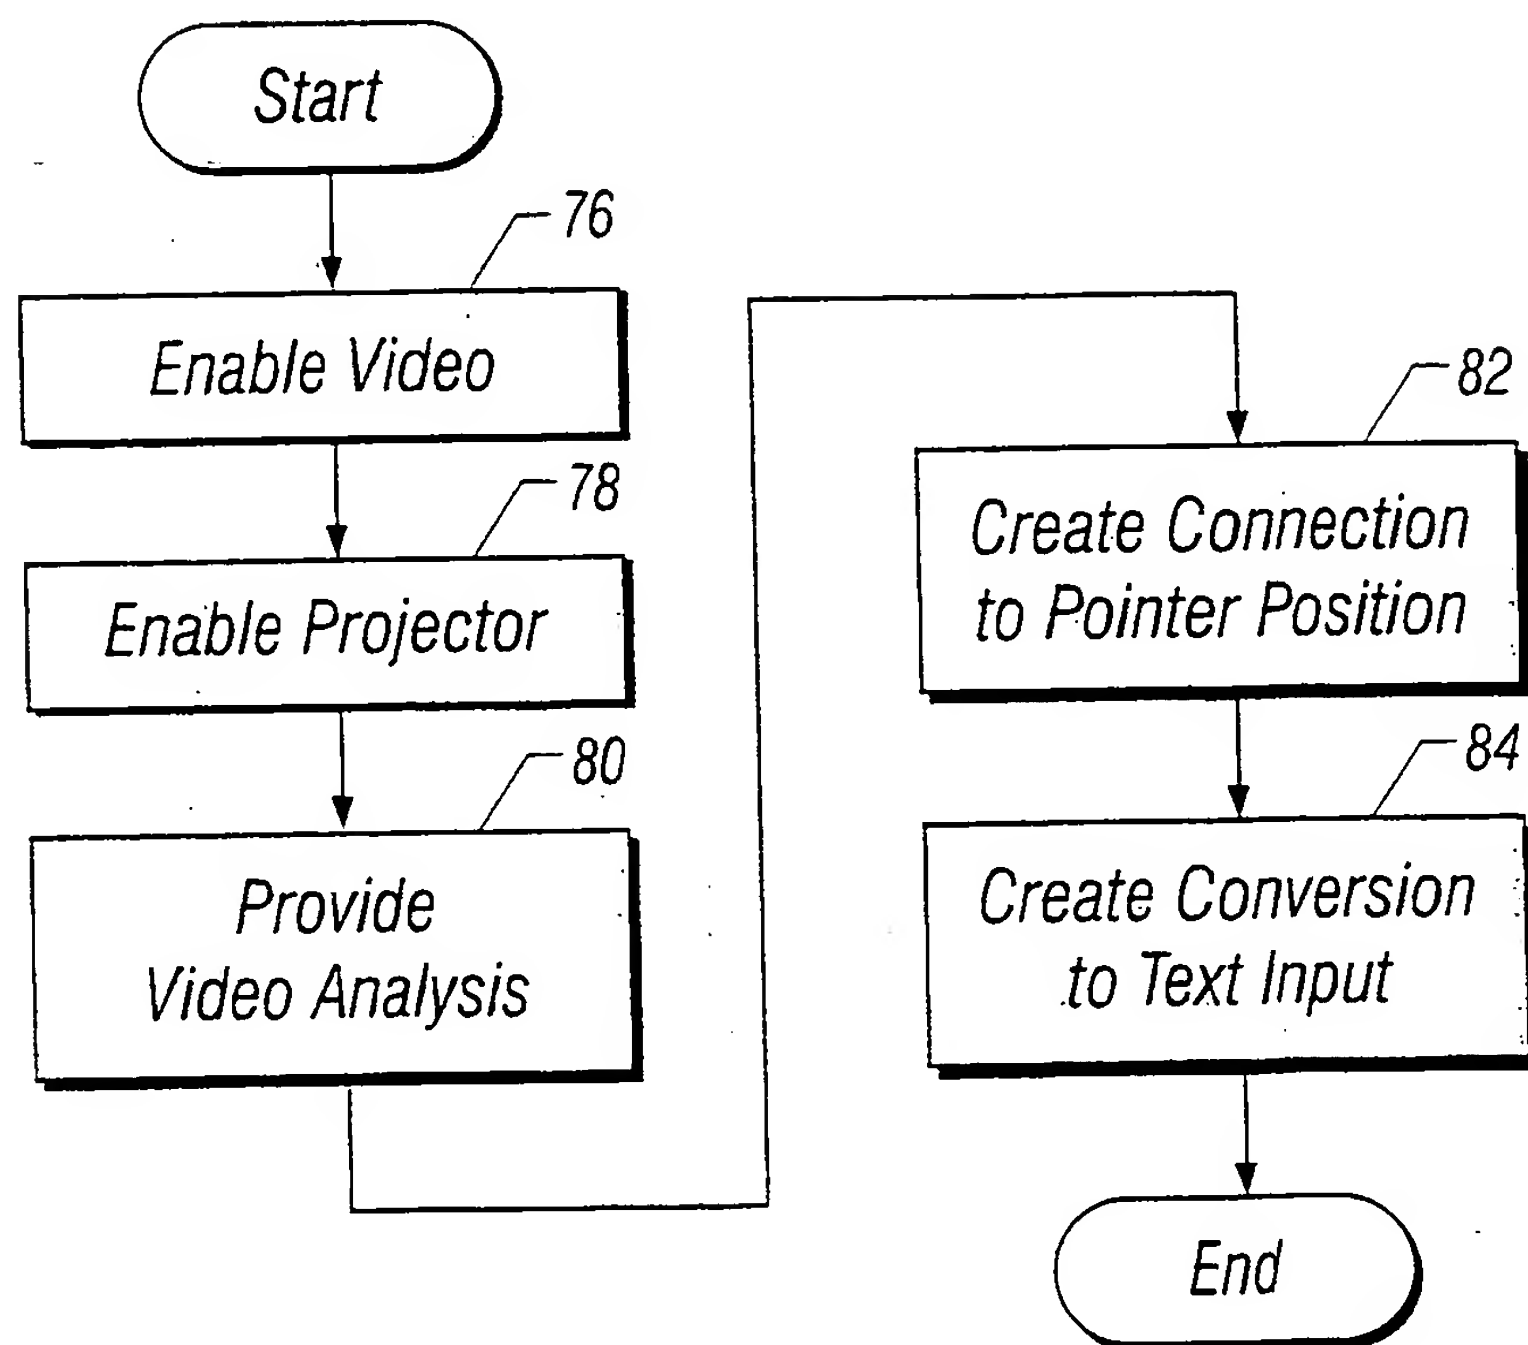 Start
76
Enable Video
78
Enable Projector
80
Provide
Video Analysis
82
Create Connection
to Pointer Position
84
Create Conversion
to Text Input
End